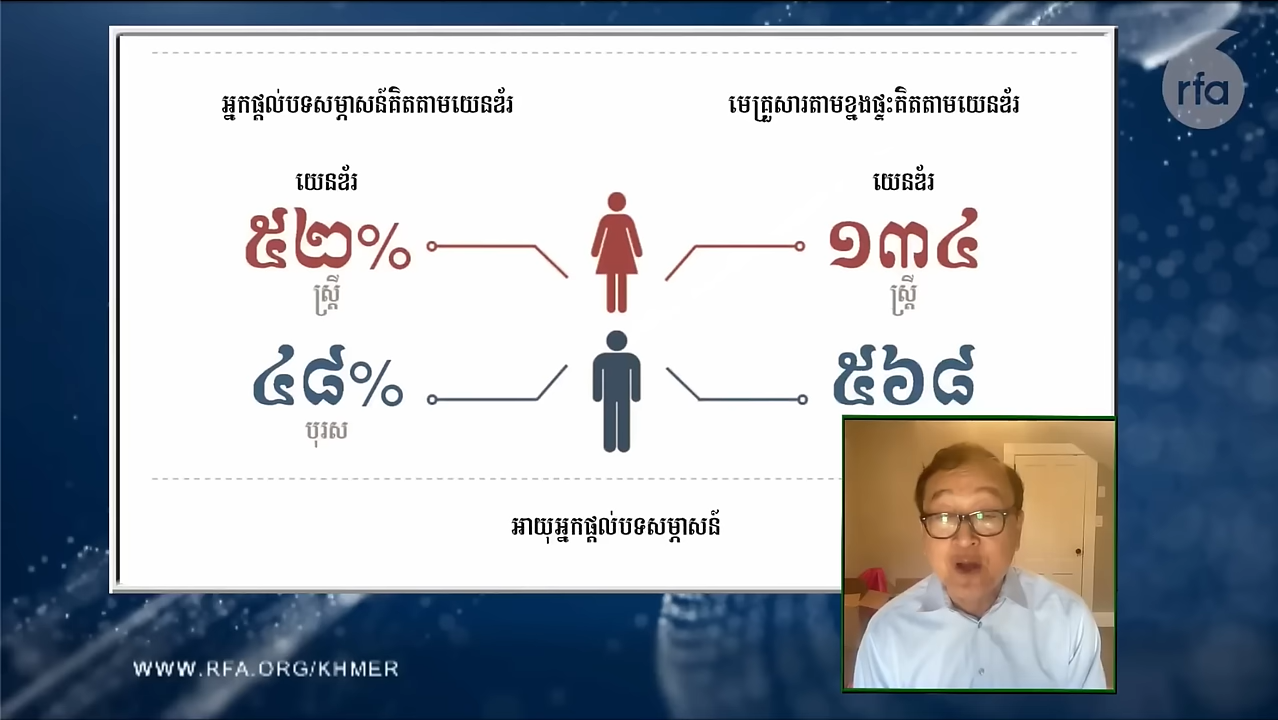 rfa
អ្នកផ្តល់បទសម្ភាសន៍គិតតាមយេនឌ័រ
មេគ្រួសារតាមខ្នងផ្ទះគិតតាមយេនឌ័រ
យេនឌ័រ
យេនឌ័រ
៥២%
១៣៤
ស្ត្រី
ស្ត្រី
៤៨%
៥៦៨
បុរស
អាយុអ្នកផ្តល់បទសម្ភាសន៍
WWW.RFA.ORG/KHMER